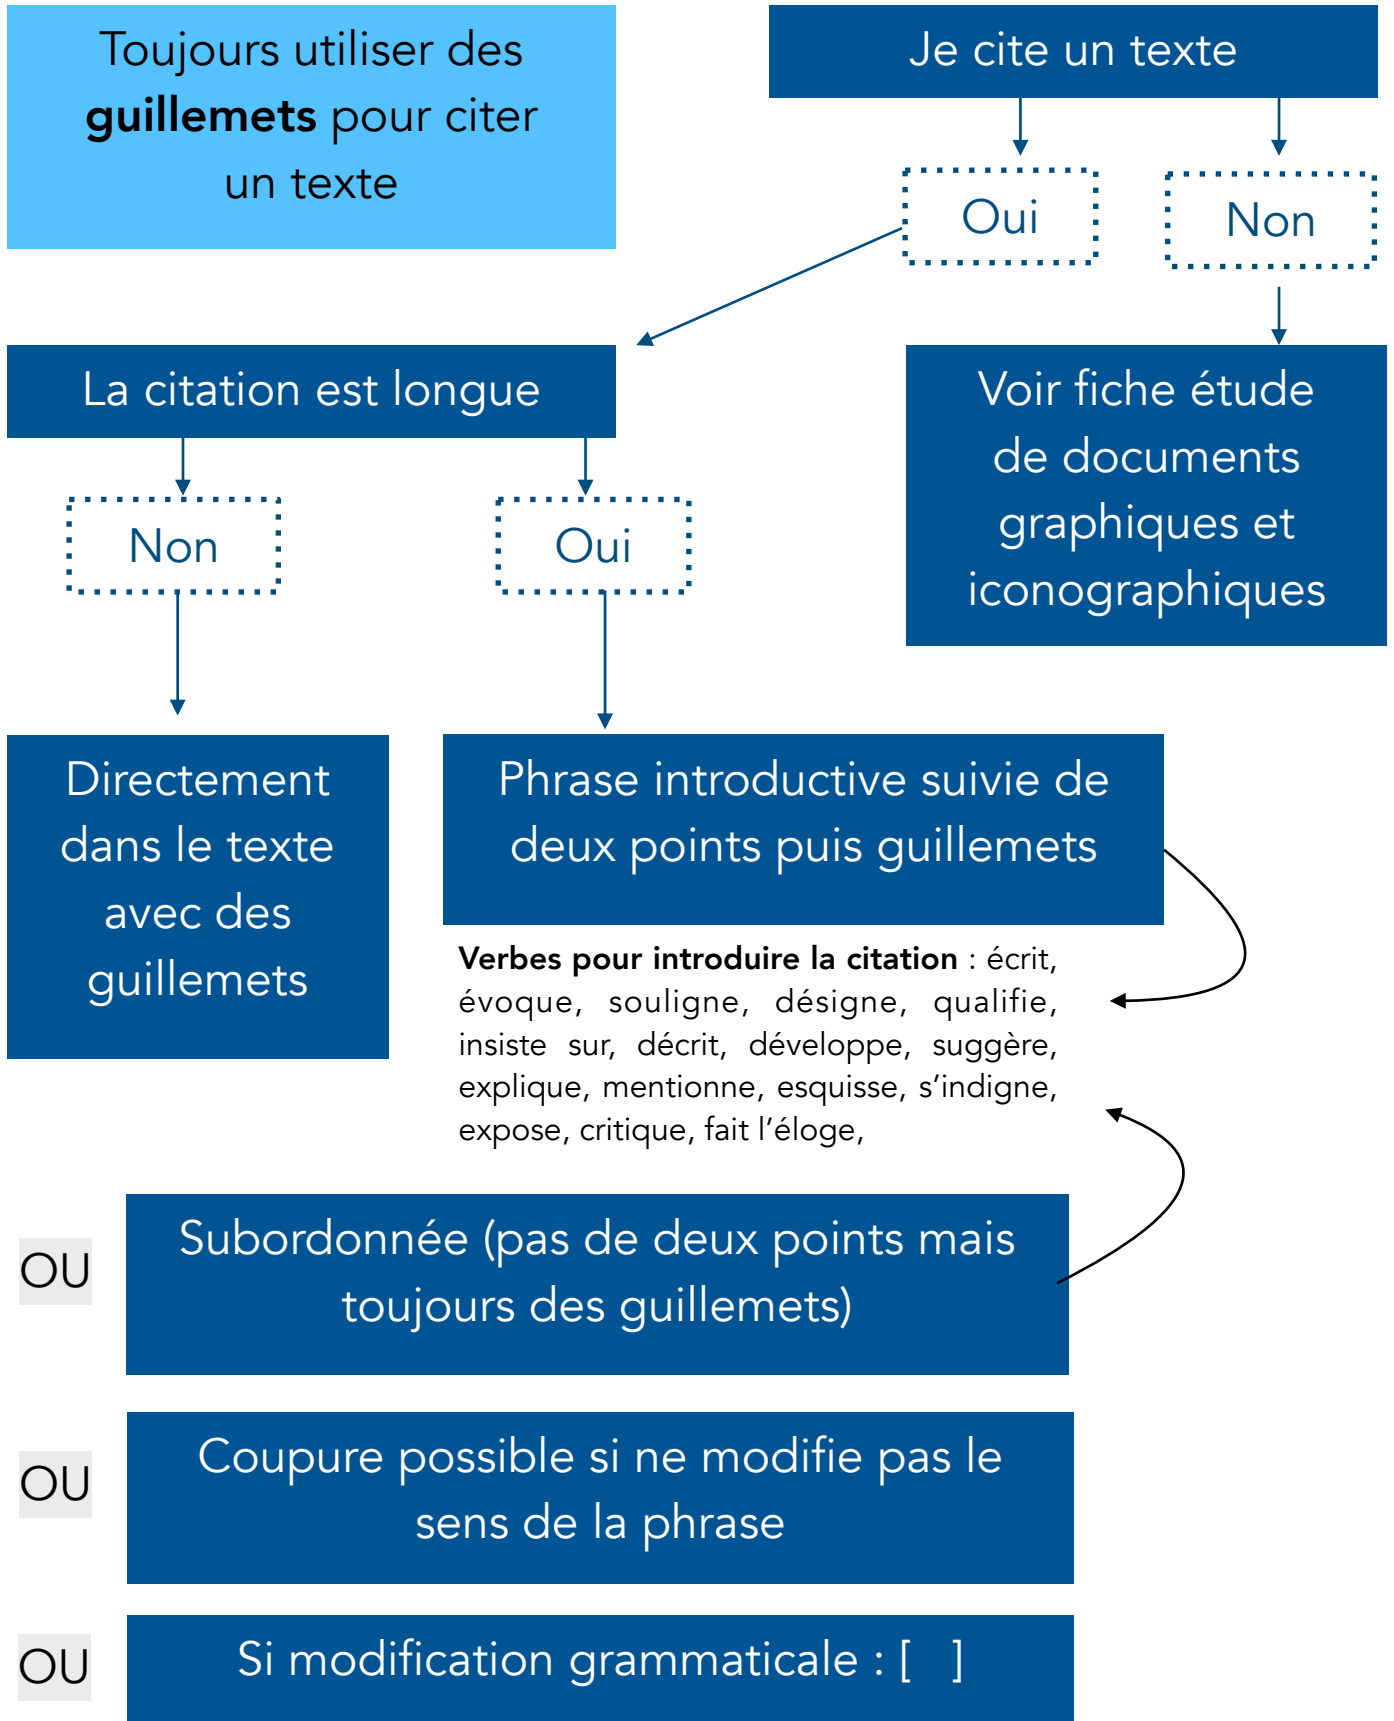 Toujours utiliser des
guillemets pour citer
un texte
Je cite un texte
Oui
Non
La citation est longue
Voir fiche étude
de documents
graphiques et
iconographiques
Non
Oui
Directement
dans le texte
avec des
guillemets
Phrase introductive suivie de
deux points puis guillemets
Verbes pour introduire la citation : écrit,
évoque, souligne, désigne, qualifie,
insiste sur, décrit, développe, suggère,
explique, mentionne, esquisse, s’indigne,
expose, critique, fait l’éloge,
OU
Subordonnée (pas de deux points mais
toujours des guillemets)
OU
Coupure possible si ne modifie pas le
sens de la phrase
OU
Si modification grammaticale : [ ]